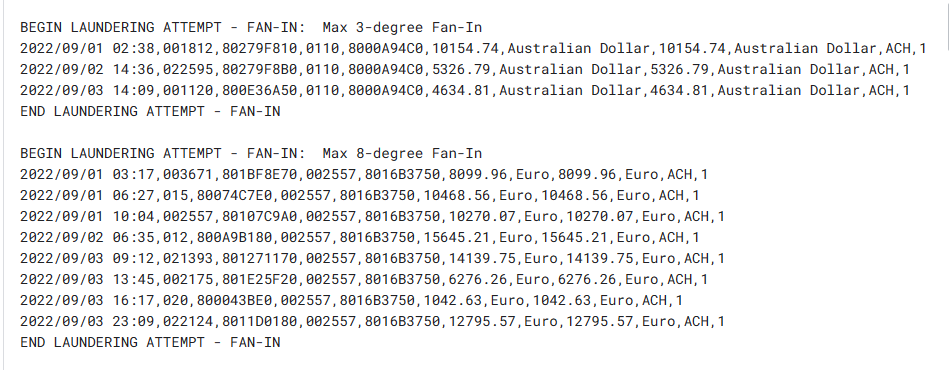 BEGIN LAUNDERING ATTEMPT - FAN-IN:  Max 3-degree Fan-In
2022/09/01 02:38,001812,80279F810,0110,8000A94C0,10154.74,Australian Dollar,10154.74,Australian Dollar,ACH,1
2022/09/02 14:36,022595,80279F8B0,0110,8000A94C0,5326.79,Australian Dollar,5326.79,Australian Dollar,ACH,1
2022/09/03 14:09,001120,800E36A50,0110,8000A94C0,4634.81,Australian Dollar,4634.81,Australian Dollar,ACH,1
END LAUNDERING ATTEMPT - FAN-IN

BEGIN LAUNDERING ATTEMPT - FAN-IN:  Max 8-degree Fan-In
2022/09/01 03:17,003671,801BF8E70,002557,8016B3750,8099.96,Euro,8099.96,Euro,ACH,1
2022/09/01 06:27,015,80074C7E0,002557,8016B3750,10468.56,Euro,10468.56,Euro,ACH,1
2022/09/01 10:04,002557,80107C9A0,002557,8016B3750,10270.07,Euro,10270.07,Euro,ACH,1
2022/09/02 06:35,012,800A9B180,002557,8016B3750,15645.21,Euro,15645.21,Euro,ACH,1
2022/09/03 09:12,021393,801271170,002557,8016B3750,14139.75,Euro,14139.75,Euro,ACH,1
2022/09/03 13:45,002175,801E25F20,002557,8016B3750,6276.26,Euro,6276.26,Euro,ACH,1
2022/09/03 16:17,020,800043BE0,002557,8016B3750,1042.63,Euro,1042.63,Euro,ACH,1
2022/09/03 23:09,022124,8011D0180,002557,8016B3750,12795.57,Euro,12795.57,Euro,ACH,1
END LAUNDERING ATTEMPT - FAN-IN